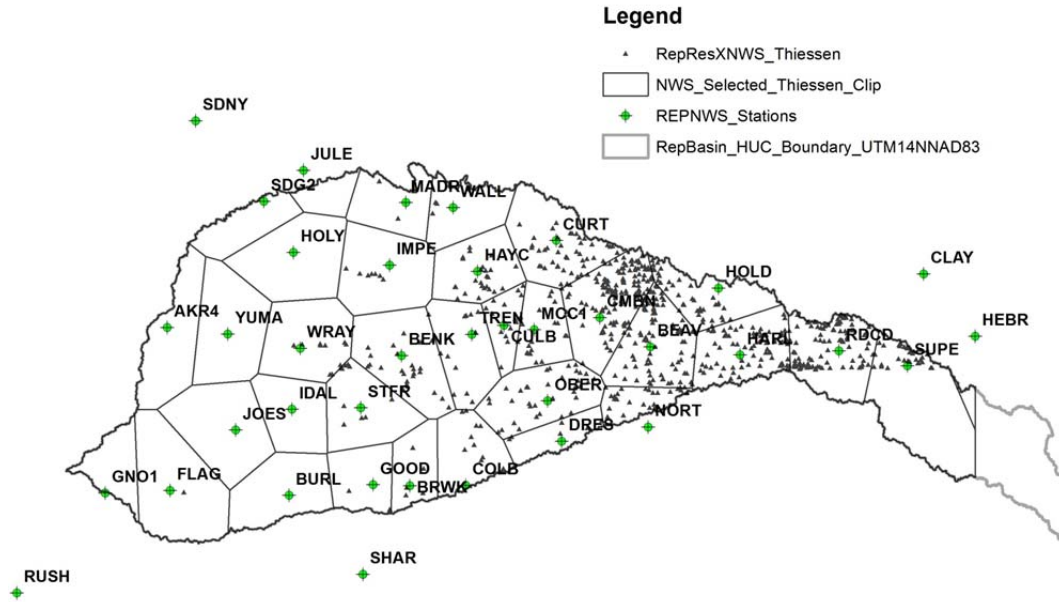 Legend
RepResXNWS_Thiessen
NWS_Selected_Thiessen_Clip
REPNWS_Stations
RepBasin_HUC_Boundary_UTM14NNAD83
SDNY
JULE
SDG2
MADR
WALL
CURT
HOLY
IMPE
HAYC
CLAY
HOLD
CMBN
AKR4
YUMA
WRAY
TREN
MCC1
CULB
BENK
BEAV
HARL
RDCD
HEBR
SUPE
IDAL
STFR
OBER
JOES
NORT
DRES
GNO1
FLAG
BURL
GOOD
BRWK
COLB
SHAR
RUSH